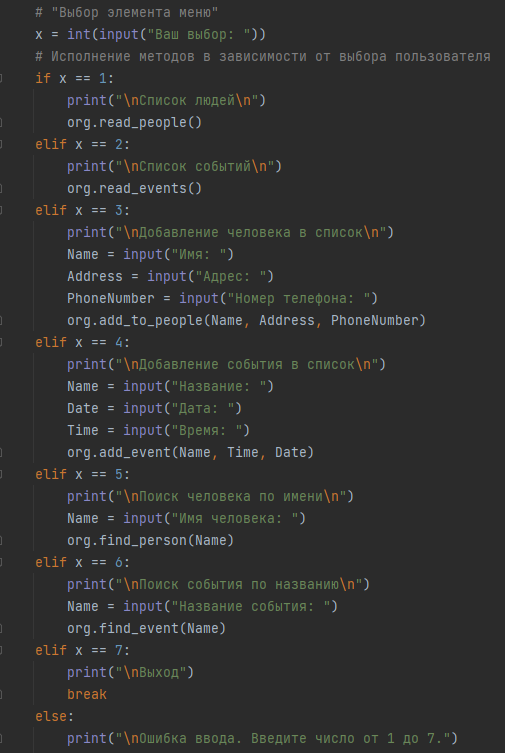 # "Выбор элемента меню"
x = int(input("Ваш выбор: "))
# Исполнение методов в зависимости от выбора пользователя
if x == 1:
    print("\nСписок людей\n")
    org.read_people()
elif x == 2:
    print("\nСписок событий\n")
    org.read_events()
elif x == 3:
    print("\nДобавление человека в список\n")
    Name = input("Имя: ")
    Address = input("Адрес: ")
    PhoneNumber = input("Номер телефона: ")
    org.add_to_people(Name, Address, PhoneNumber)
elif x == 4:
    print("\nДобавление события в список\n")
    Name = input("Название: ")
    Date = input("Дата: ")
    Time = input("Время: ")
    org.add_event(Name, Time, Date)
elif x == 5:
    print("\nПоиск человека по имени\n")
    Name = input("Имя человека: ")
    org.find_person(Name)
elif x == 6:
    print("\nПоиск события по названию\n")
    Name = input("Название события: ")
    org.find_event(Name)
elif x == 7:
    print("\nВыход")
    break
else:
    print("\nОшибка ввода. Введите число от 1 до 7.")